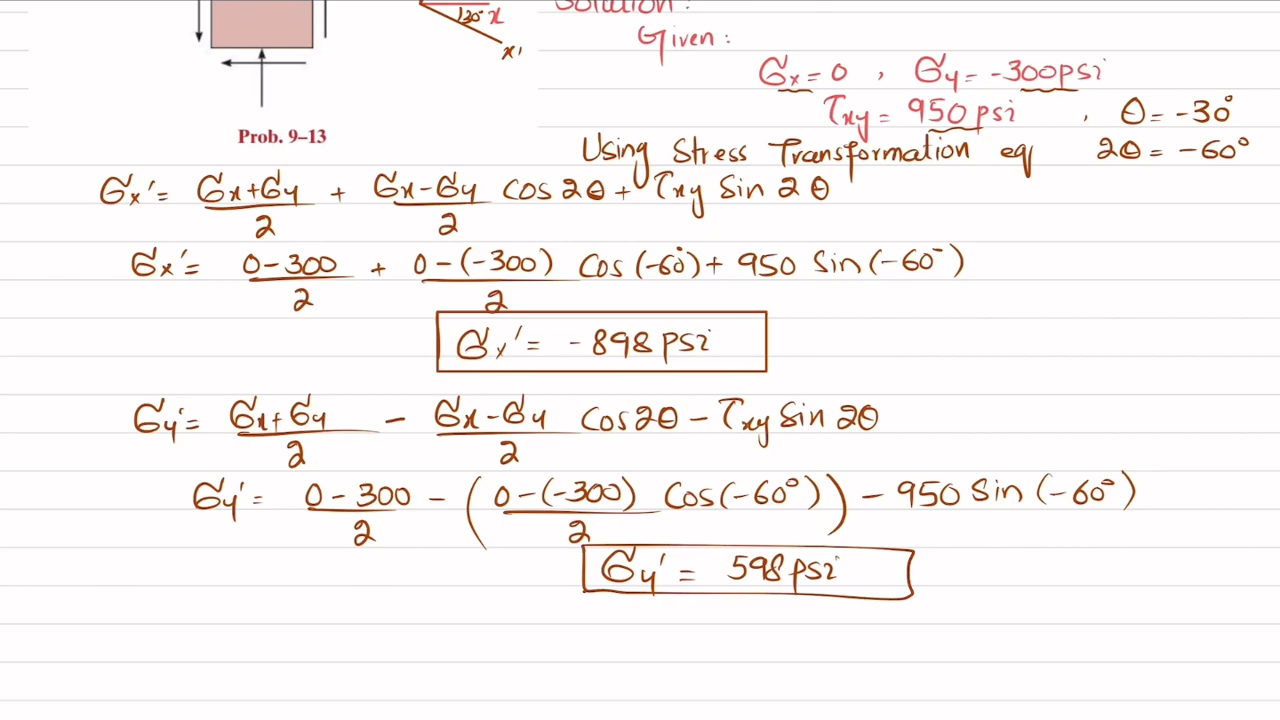 Solution:
130° x
x'
Given:
σx = 0 , σy = -300psi
τxy = 950 psi , θ = -30°
Prob. 9–13
Using Stress Transformation eq 2θ = -60°
σx' = σx+σy/2 + σx-σy/2 cos 2θ + τxy Sin 2θ
σx' = 0-300/2 + 0-(-300)/2 Cos (-60°) + 950 Sin (-60°)
σx' = -898 psi
σy' = σx+σy/2 - σx-σy/2 Cos 2θ - τxy Sin 2θ
σy' = 0-300/2 - (0-(-300)/2 Cos(-60°)) - 950 Sin (-60°)
σy' = 598 psi